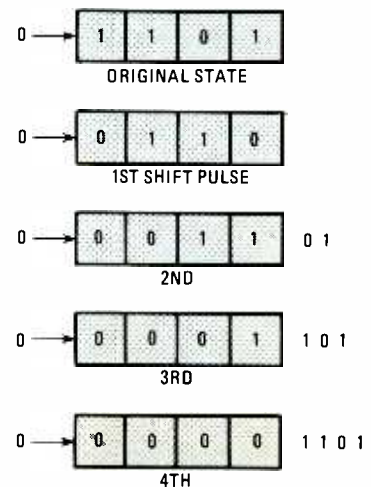 0 1 1 0 1
ORIGINAL STATE
0 0 1 1 0
1ST SHIFT PULSE
0 0 0 1 1 0 1
2ND
0 0 0 0 1 1 0 1
3RD
0 0 0 0 0 1 1 0 1
4TH